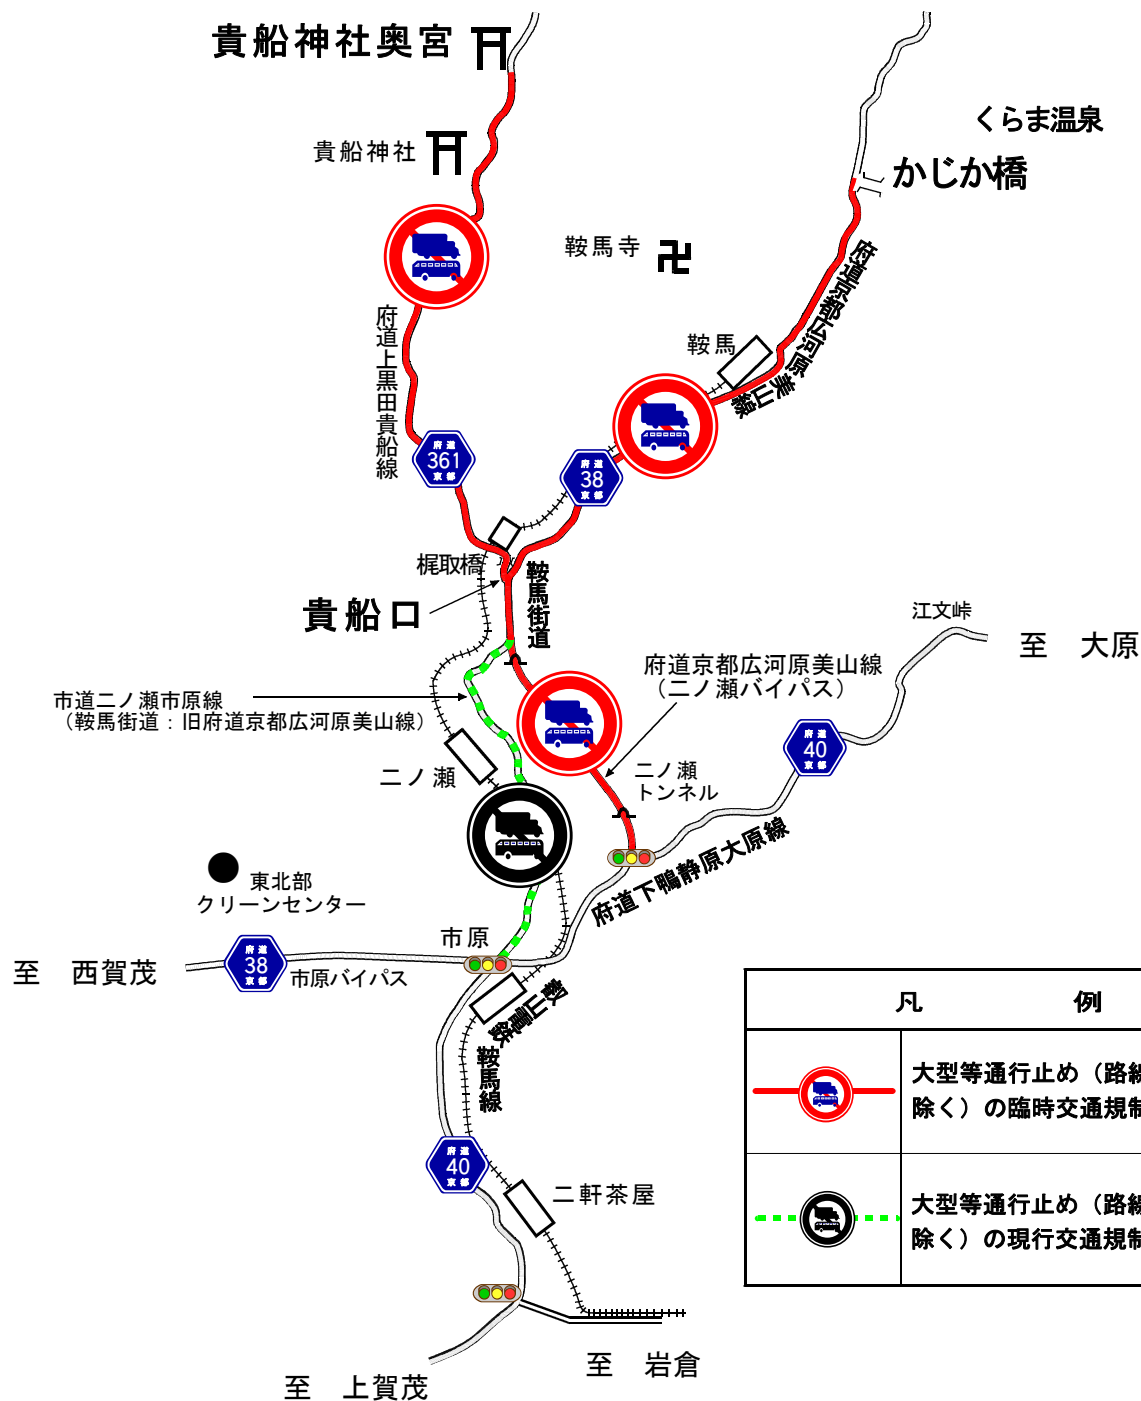 貴船神社奥宮
くらま温泉
貴船神社
かじか橋
鞍馬寺
府道京都広河原美山線
鞍馬
府道上黒田貴船線
府道
361
京都
府道
38
京都
梶取橋
鞍馬街道
貴船口
江文峠
至　大原
府道京都広河原美山線
（二ノ瀬バイパス）
市道二ノ瀬市原線
（鞍馬街道：旧府道京都広河原美山線）
府道
40
京都
二ノ瀬
二ノ瀬
トンネル
府道下鴨静原大原線
東北部
クリーンセンター
市原
府道
38
京都
至　西賀茂
市原バイパス
叡山電鉄
鞍馬線
凡　例
大型等通行止め（路線
除く）の臨時交通規制
府道
40
京都
二軒茶屋
大型等通行止め（路線
除く）の現行交通規制
至　岩倉
至　上賀茂